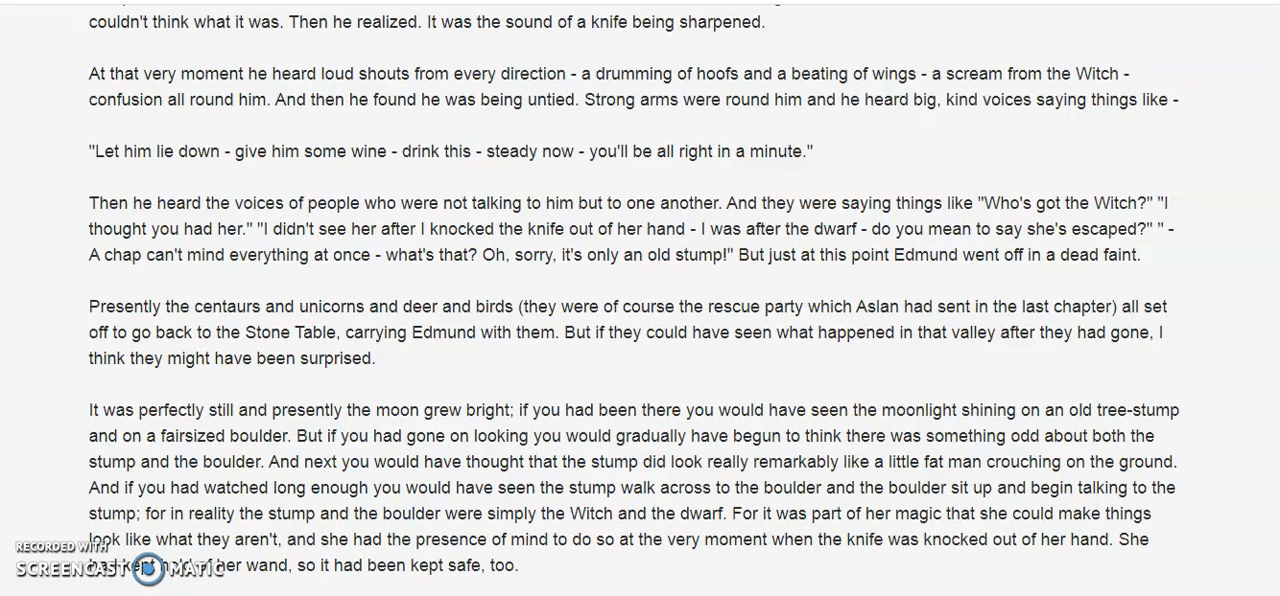 couldn't think what it was. Then he realized. It was the sound of a knife being sharpened.
At that very moment he heard loud shouts from every direction - a drumming of hoofs and a beating of wings - a scream from the Witch -
confusion all round him. And then he found he was being untied. Strong arms were round him and he heard big, kind voices saying things like -
"Let him lie down - give him some wine - drink this - steady now - you'll be all right in a minute."
Then he heard the voices of people who were not talking to him but to one another. And they were saying things like "Who's got the Witch?" "I
thought you had her." "I didn't see her after I knocked the knife out of her hand - I was after the dwarf - do you mean to say she's escaped?" " -
A chap can't mind everything at once - what's that? Oh, sorry, it's only an old stump!" But just at this point Edmund went off in a dead faint.
Presently the centaurs and unicorns and deer and birds (they were of course the rescue party which Aslan had sent in the last chapter) all set
off to go back to the Stone Table, carrying Edmund with them. But if they could have seen what happened in that valley after they had gone, I
think they might have been surprised.
It was perfectly still and presently the moon grew bright; if you had been there you would have seen the moonlight shining on an old tree-stump
and on a fairsized boulder. But if you had gone on looking you would gradually have begun to think there was something odd about both the
stump and the boulder. And next you would have thought that the stump did look really remarkably like a little fat man crouching on the ground.
And if you had watched long enough you would have seen the stump walk across to the boulder and the boulder sit up and begin talking to the
stump; for in reality the stump and the boulder were simply the Witch and the dwarf. For it was part of her magic that she could make things
look like what they aren't, and she had the presence of mind to do so at the very moment when the knife was knocked out of her hand. She
her wand, so it had been kept safe, too.
RECORDED WITH
SCREENCAST MATIC